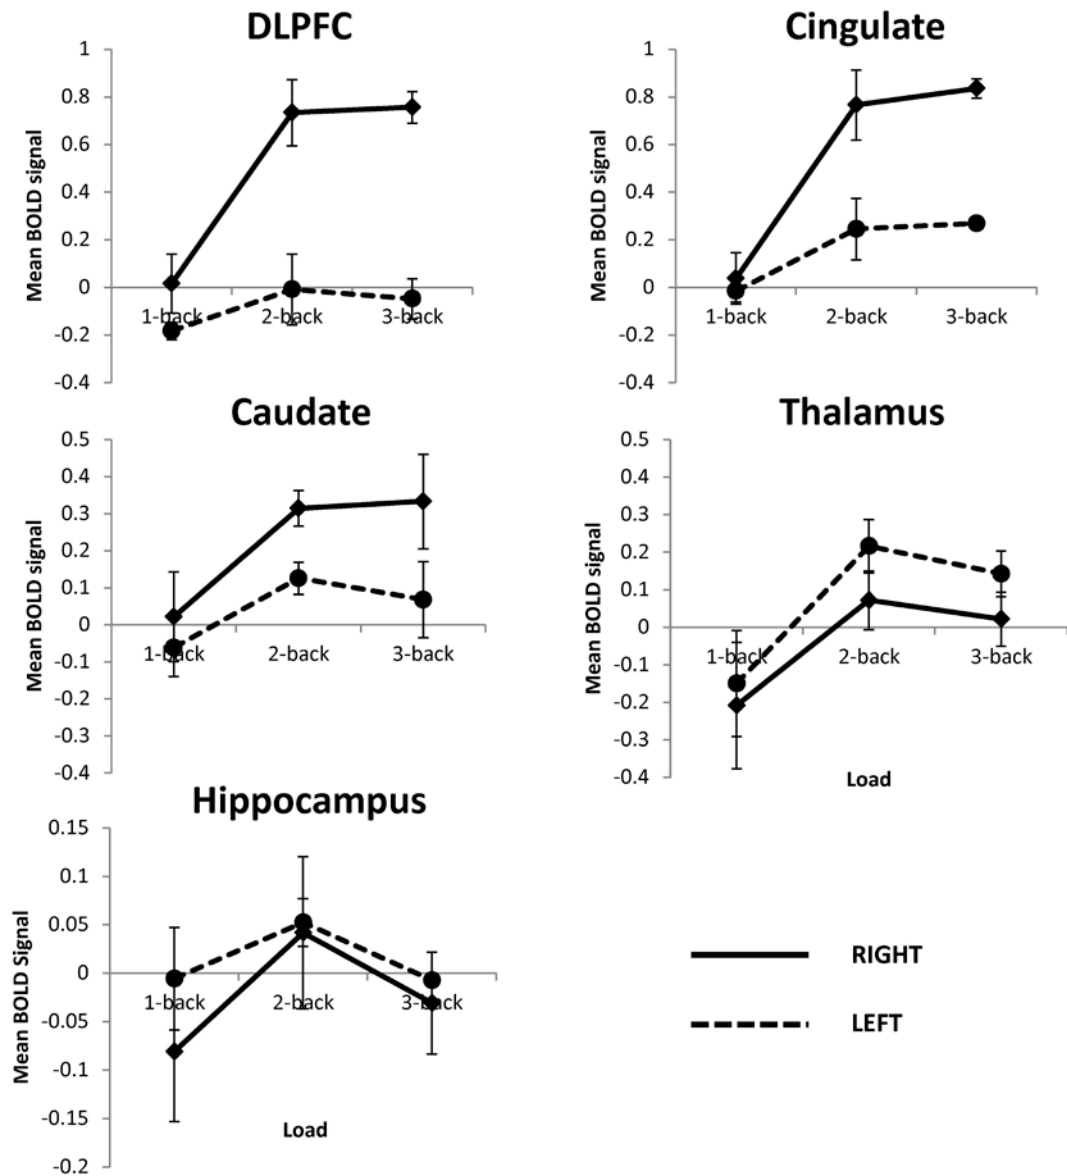 DLPFC
Mean BOLD signal
1
0.8
0.6
0.4
0.2
0
-0.2
-0.4
1-back 2-back 3-back
Cingulate
Mean BOLD signal
1
0.8
0.6
0.4
0.2
0
-0.2
-0.4
1-back 2-back 3-back
Caudate
Mean BOLD signal
0.5
0.4
0.3
0.2
0.1
0
-0.1
-0.2
-0.3
-0.4
1-back 2-back 3-back
Thalamus
Mean BOLD signal
0.5
0.4
0.3
0.2
0.1
0
-0.1
-0.2
-0.3
-0.4
1-back 2-back 3-back
Load
Hippocampus
Mean BOLD Signal
0.15
0.1
0.05
0
-0.05
-0.1
-0.15
-0.2
1-back 2-back 3-back
Load
RIGHT
LEFT